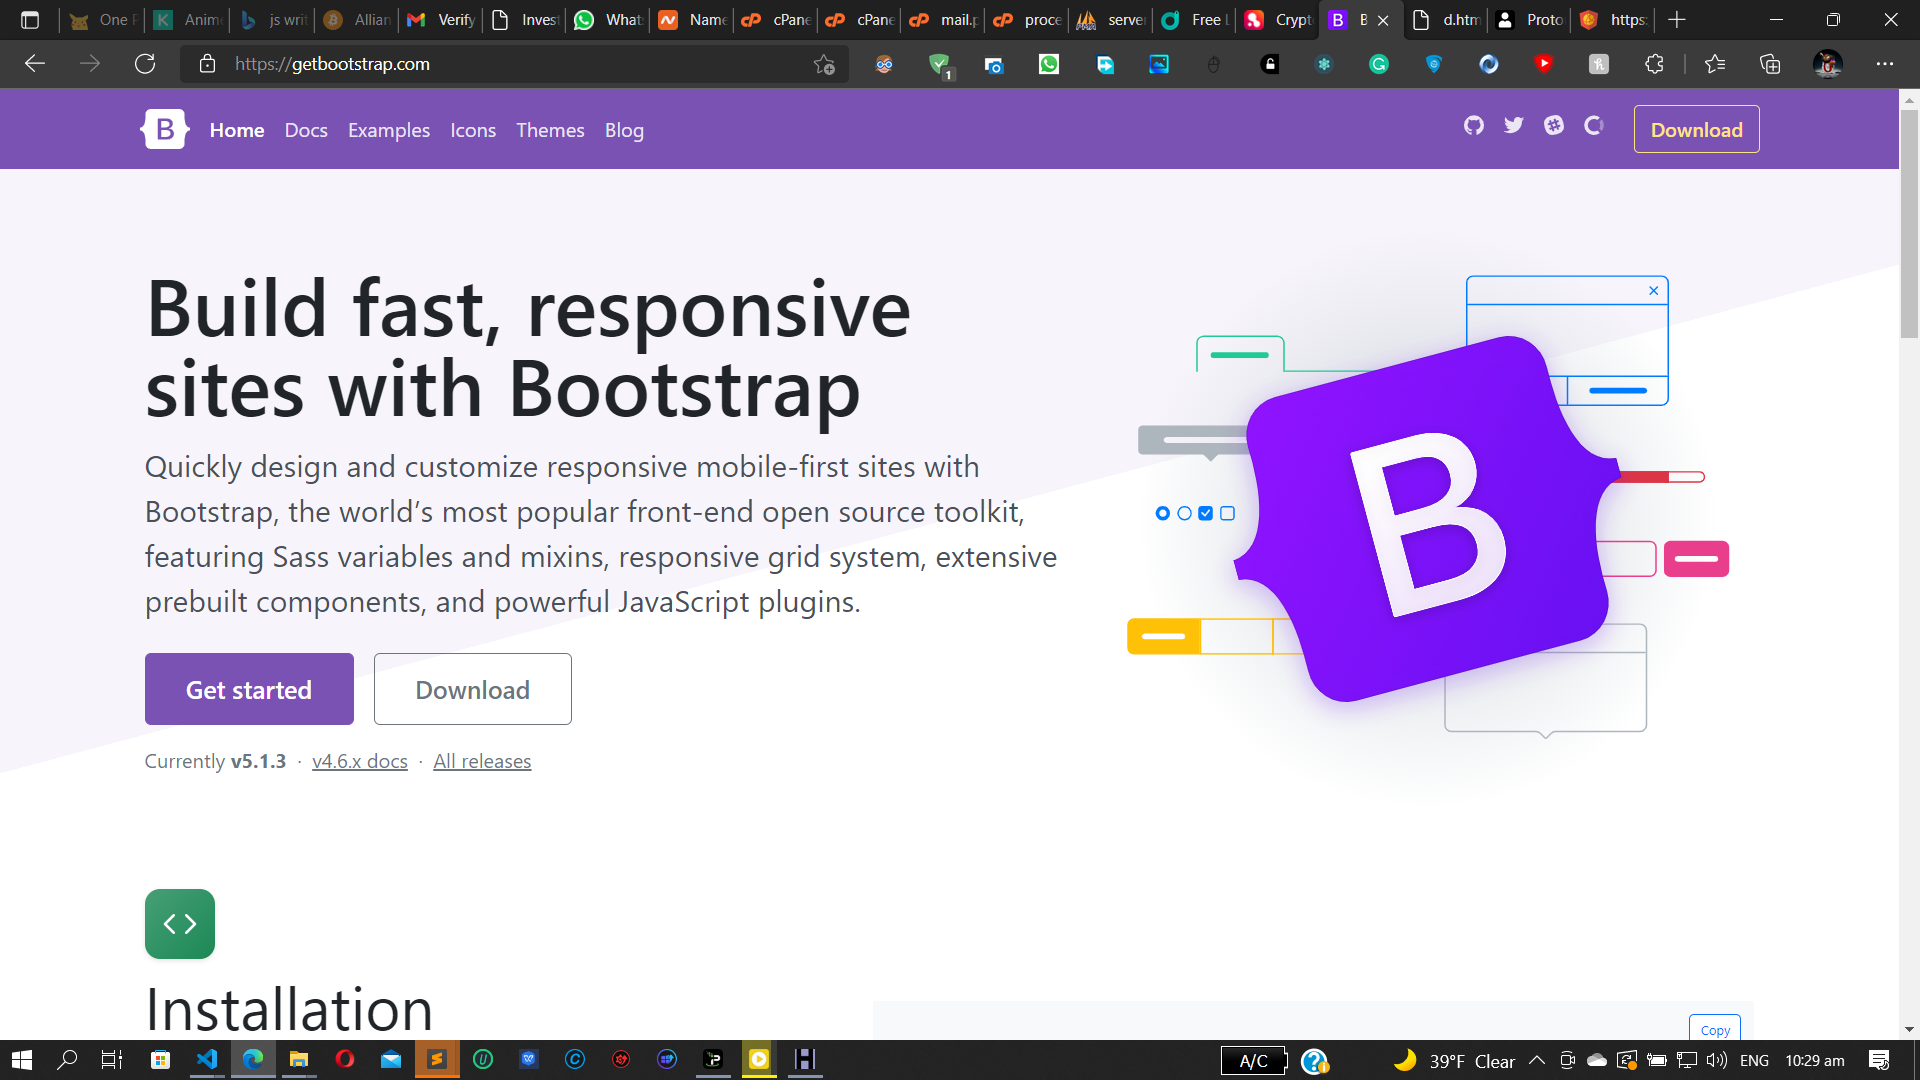 One P
Anime
js writ
Allian
Verify
Invest
What
Name
cPane
cPane
mail.p
proce
server
Free L
Crypt
B
d.htm
Proto
https:
https://getbootstrap.com
1
B Home Docs Examples Icons Themes Blog
Download
Build fast, responsive
sites with Bootstrap
Quickly design and customize responsive mobile-first sites with
Bootstrap, the world’s most popular front-end open source toolkit,
featuring Sass variables and mixins, responsive grid system, extensive
prebuilt components, and powerful JavaScript plugins.
Get started
Download
Currently v5.1.3 · v4.6.x docs · All releases
B
Installation
Copy
A/C
39°F Clear
ENG
10:29 am